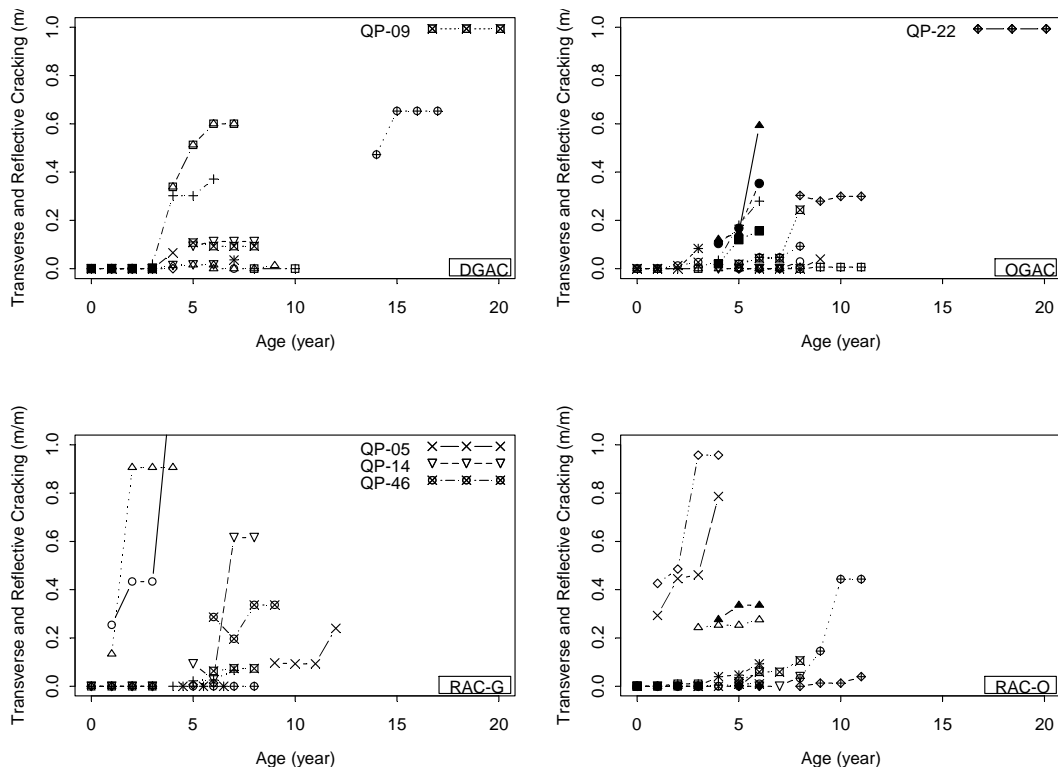 Transverse and Reflective Cracking (m/
1.0
0.8
0.6
0.4
0.2
0.0
QP-09
DGAC
0 5 10 15 20
Age (year)
Transverse and Reflective Cracking (m/
1.0
0.8
0.6
0.4
0.2
0.0
QP-22
OGAC
0 5 10 15 20
Age (year)
Transverse and Reflective Cracking (m/m)
1.0
0.8
0.6
0.4
0.2
0.0
QP-05
QP-14
QP-46
RAC-G
0 5 10 15 20
Age (year)
Transverse and Reflective Cracking (m/m)
1.0
0.8
0.6
0.4
0.2
0.0
RAC-O
0 5 10 15 20
Age (year)